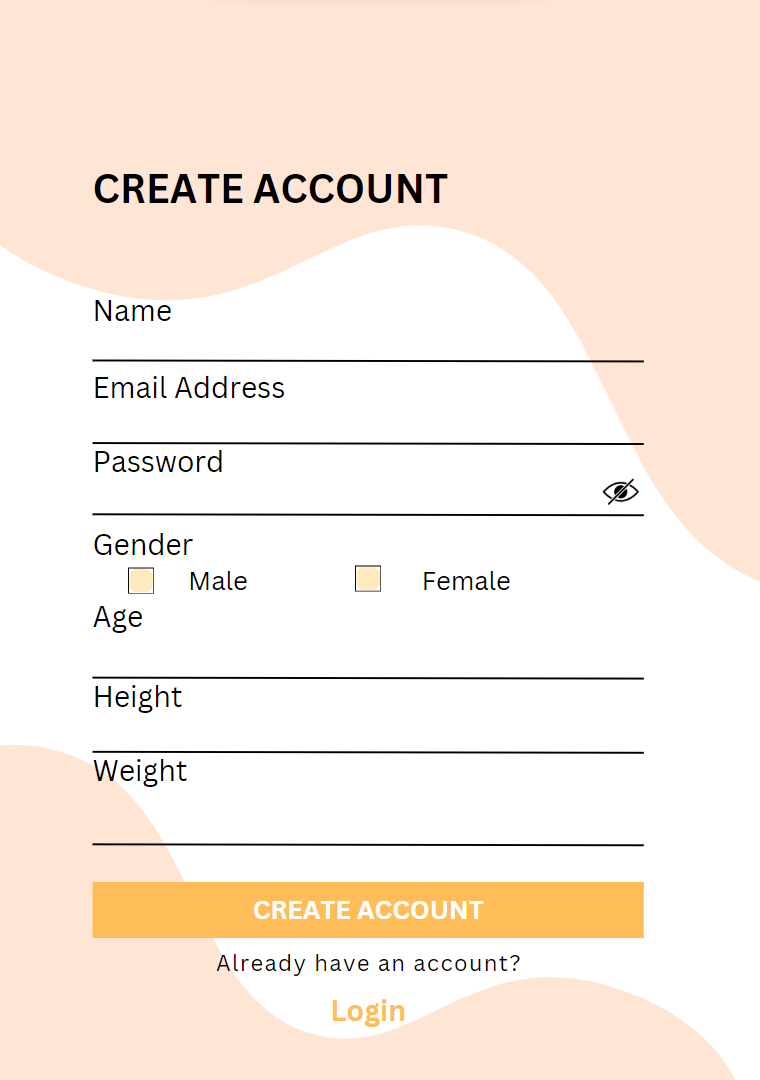 CREATE ACCOUNT
Name
Email Address
Password
Gender
Male Female
Age
Height
Weight
CREATE ACCOUNT
Already have an account?
Login